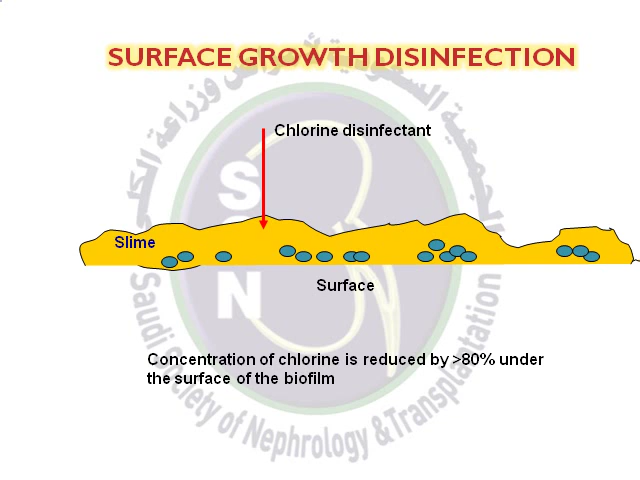 SURFACE GROWTH DISINFECTION
Chlorine disinfectant
Slime
Surface
Concentration of chlorine is reduced by >80% under
the surface of the biofilm
S
N
Saudi Society of Nephrology & Transplantation